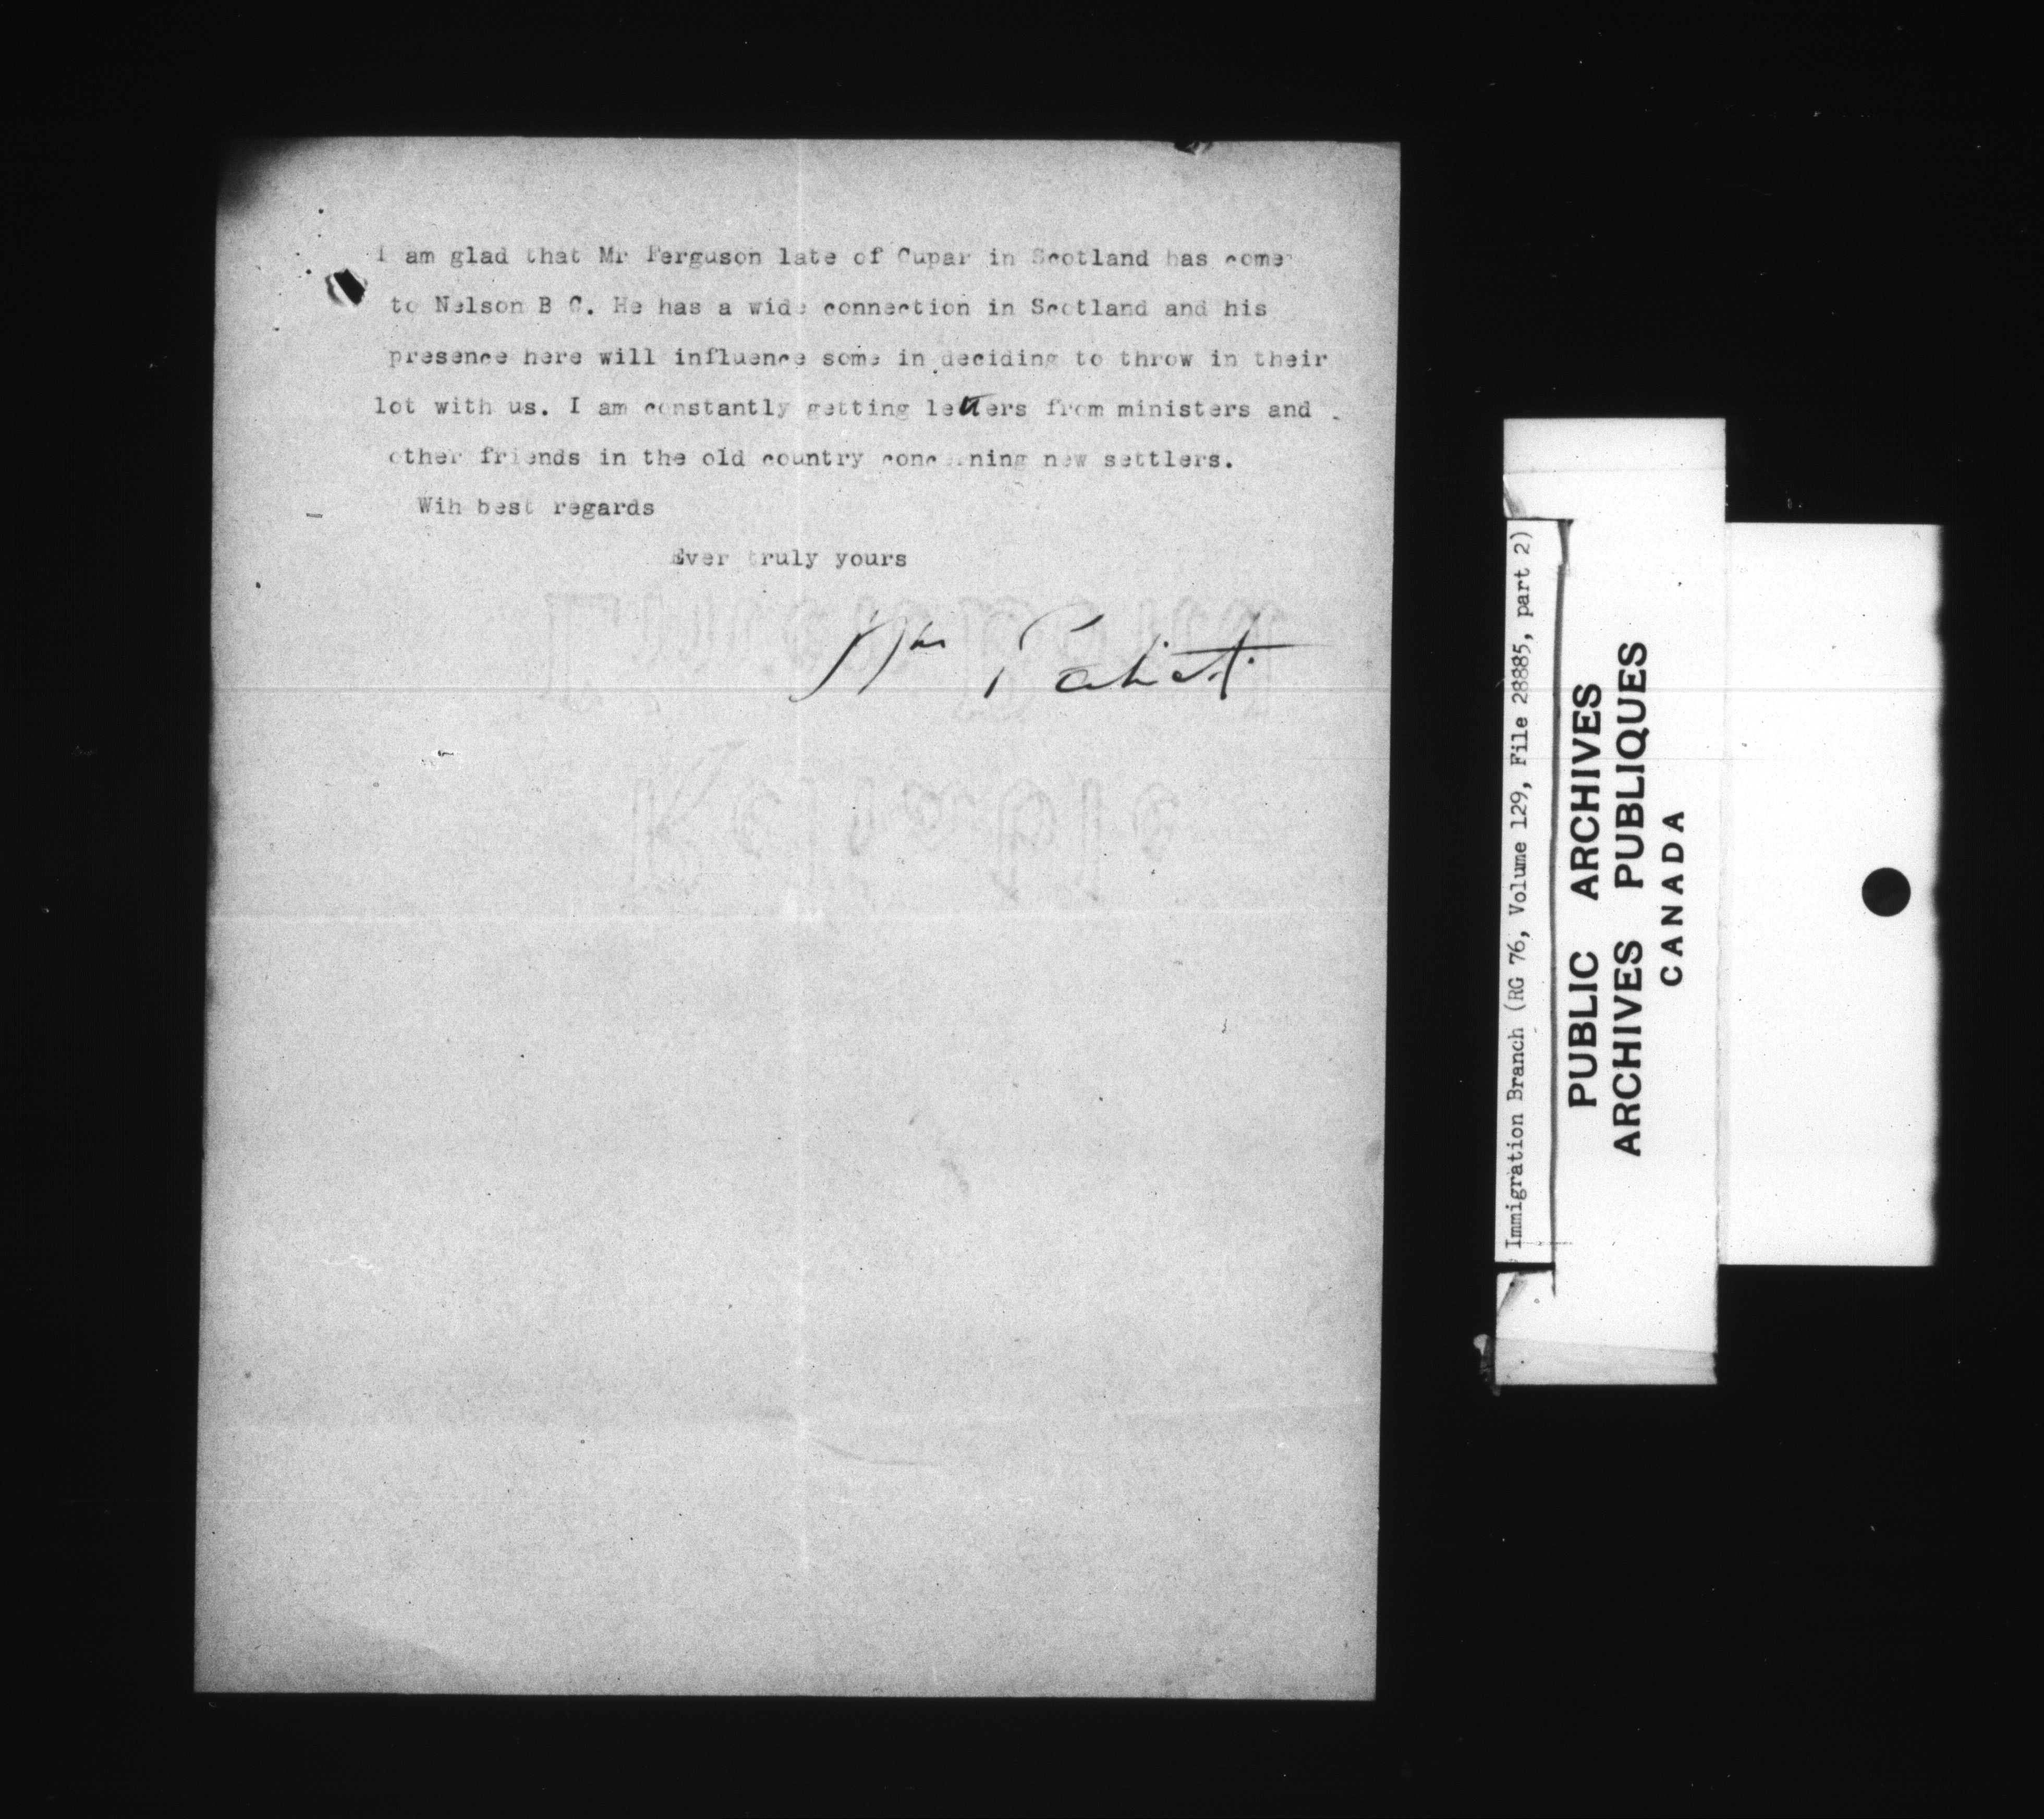 I am glad that Mr Ferguson late of Cupar in Scotland has come
to Nelson B C. He has a wide connection in Scotland and his
presence here will influence some in deciding to throw in their
lot with us. I am constantly getting letters from ministers and
other friends in the old country concerning new settlers.
Wih best regards
Ever truly yours
Wm
Immigration Branch (RG 76, Volume 129, File 28885, part 2)
PUBLIC ARCHIVES
ARCHIVES PUBLIQUES
CANADA